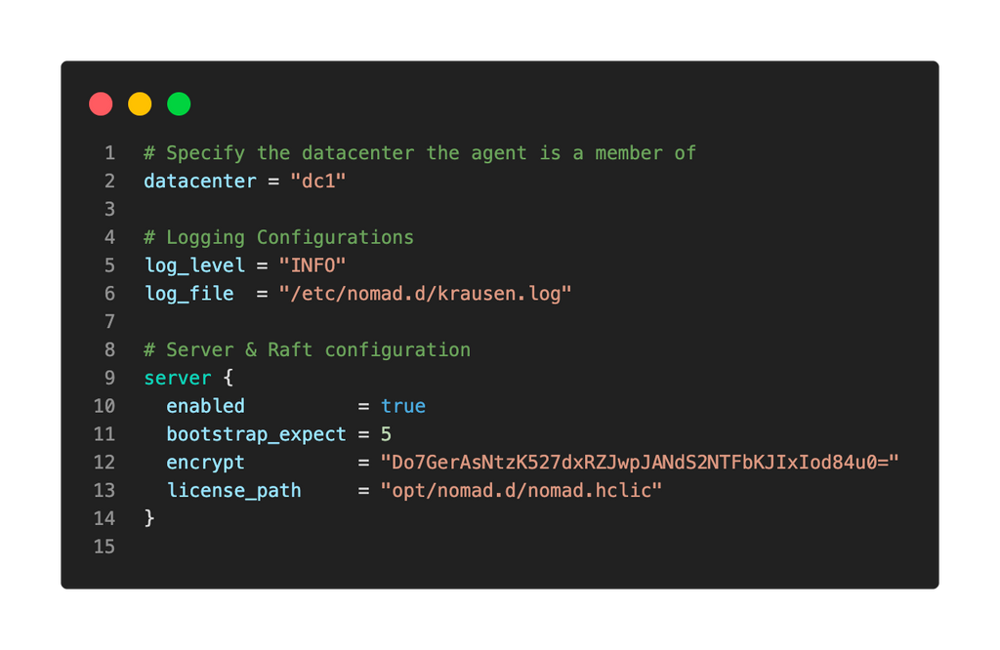 1 # Specify the datacenter the agent is a member of
2 datacenter = "dc1"
3
4 # Logging Configurations
5 log_level = "INFO"
6 log_file  = "/etc/nomad.d/krausen.log"
7
8 # Server & Raft configuration
9 server {
10   enabled          = true
11   bootstrap_expect = 5
12   encrypt          = "Do7GerAsNtzK527dxRZJwpJANdS2NTFbKJIxIod84u0="
13   license_path     = "opt/nomad.d/nomad.hclic"
14 }
15